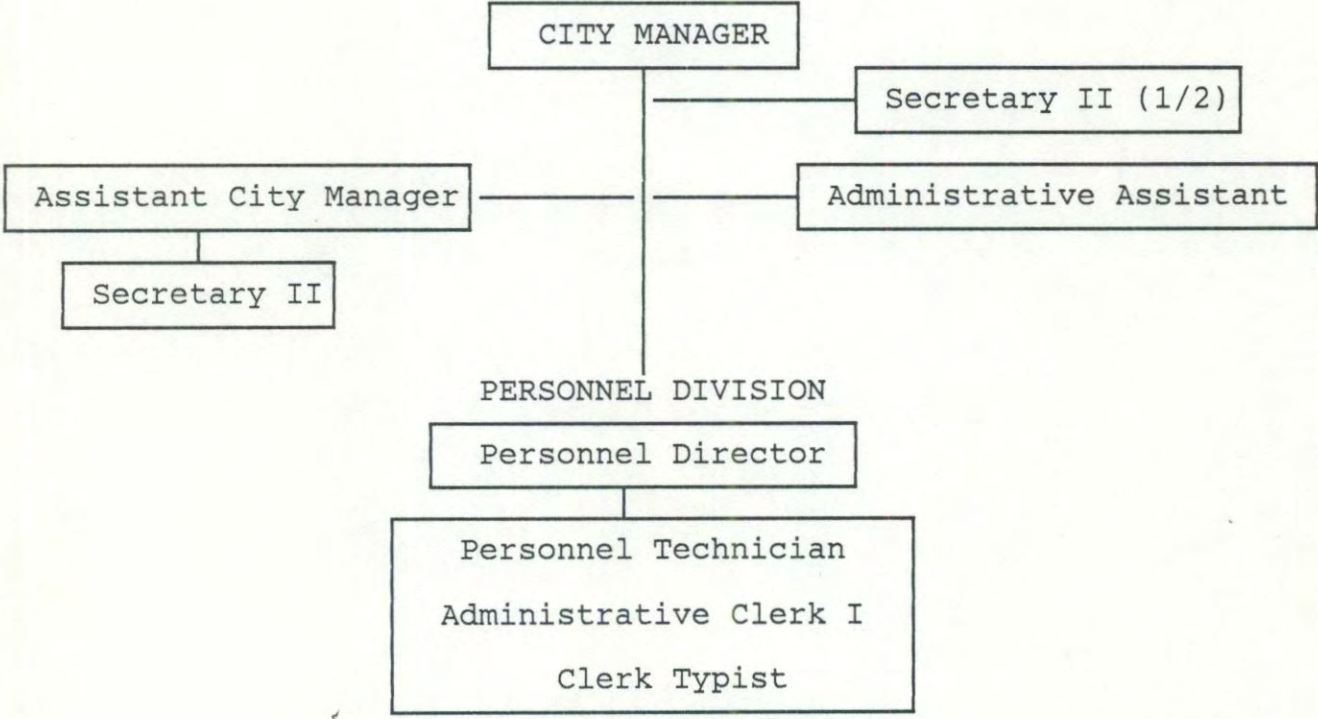 CITY MANAGER
Secretary II (1/2)
Assistant City Manager
Administrative Assistant
Secretary II
PERSONNEL DIVISION
Personnel Director
Personnel Technician
Administrative Clerk I
Clerk Typist